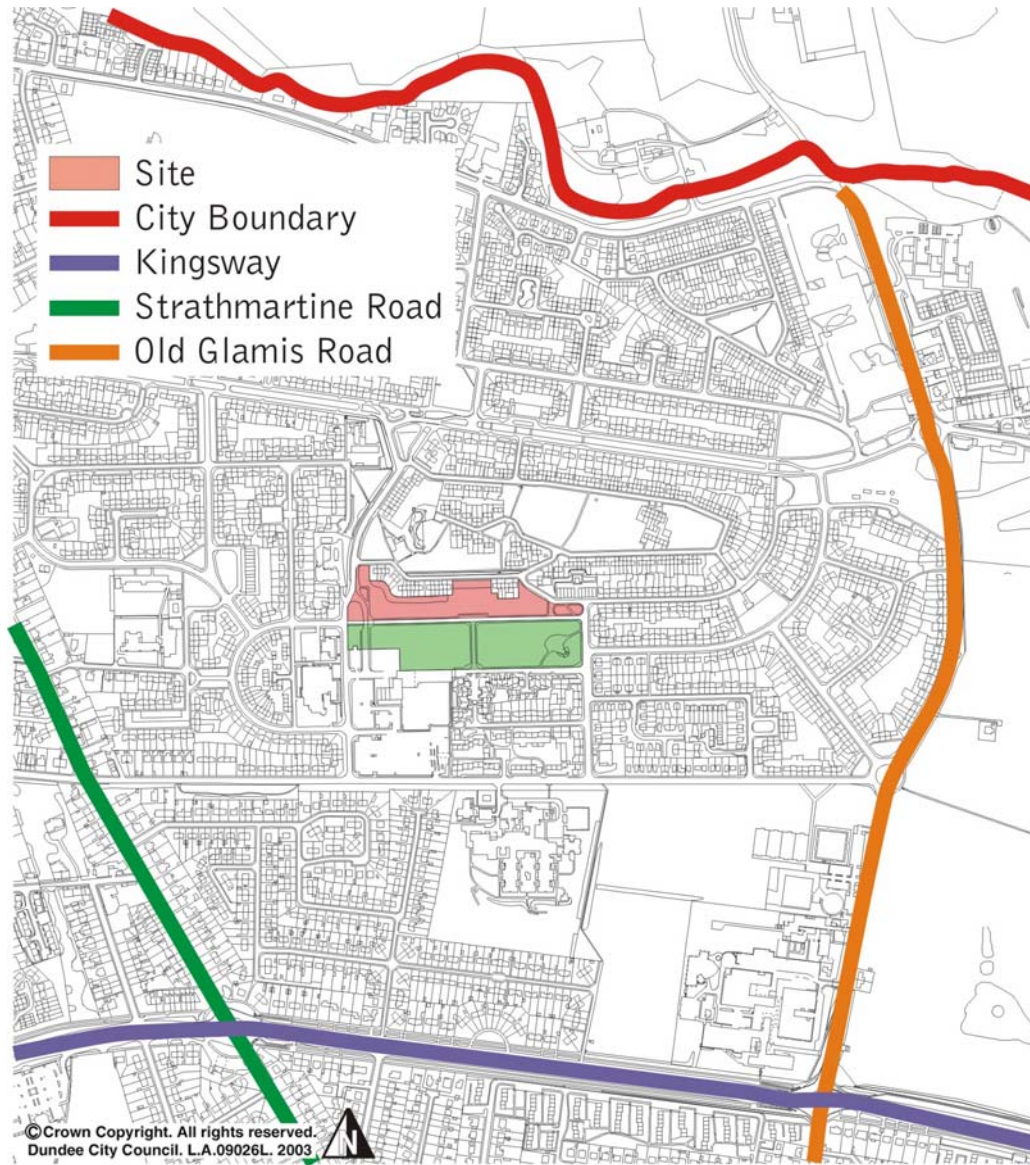 Site
City Boundary
Kingsway
Strathmartine Road
Old Glamis Road
©Crown Copyright. All rights reserved.
Dundee City Council. L.A.09026L. 2003
N